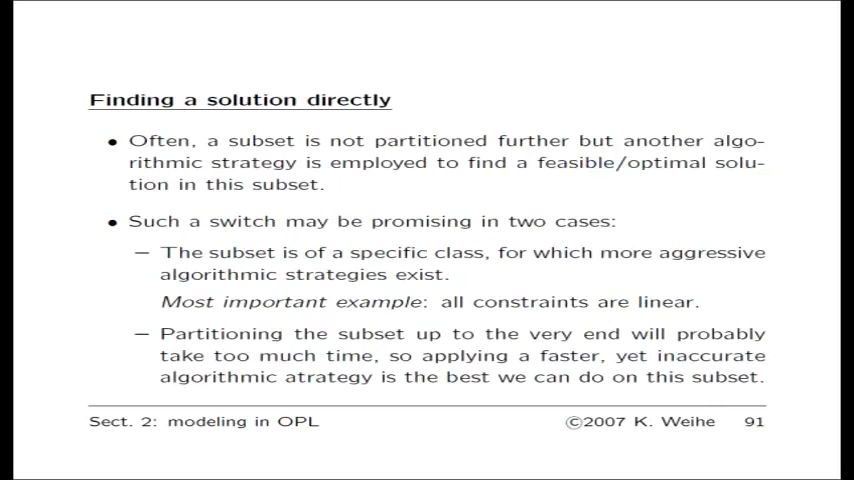 Finding a solution directly
• Often, a subset is not partitioned further but another algo-
rithmic strategy is employed to find a feasible/optimal solu-
tion in this subset.
• Such a switch may be promising in two cases:
– The subset is of a specific class, for which more aggressive
algorithmic strategies exist.
Most important example: all constraints are linear.
– Partitioning the subset up to the very end will probably
take too much time, so applying a faster, yet inaccurate
algorithmic atrategy is the best we can do on this subset.
Sect. 2: modeling in OPL ©2007 K. Weihe 91